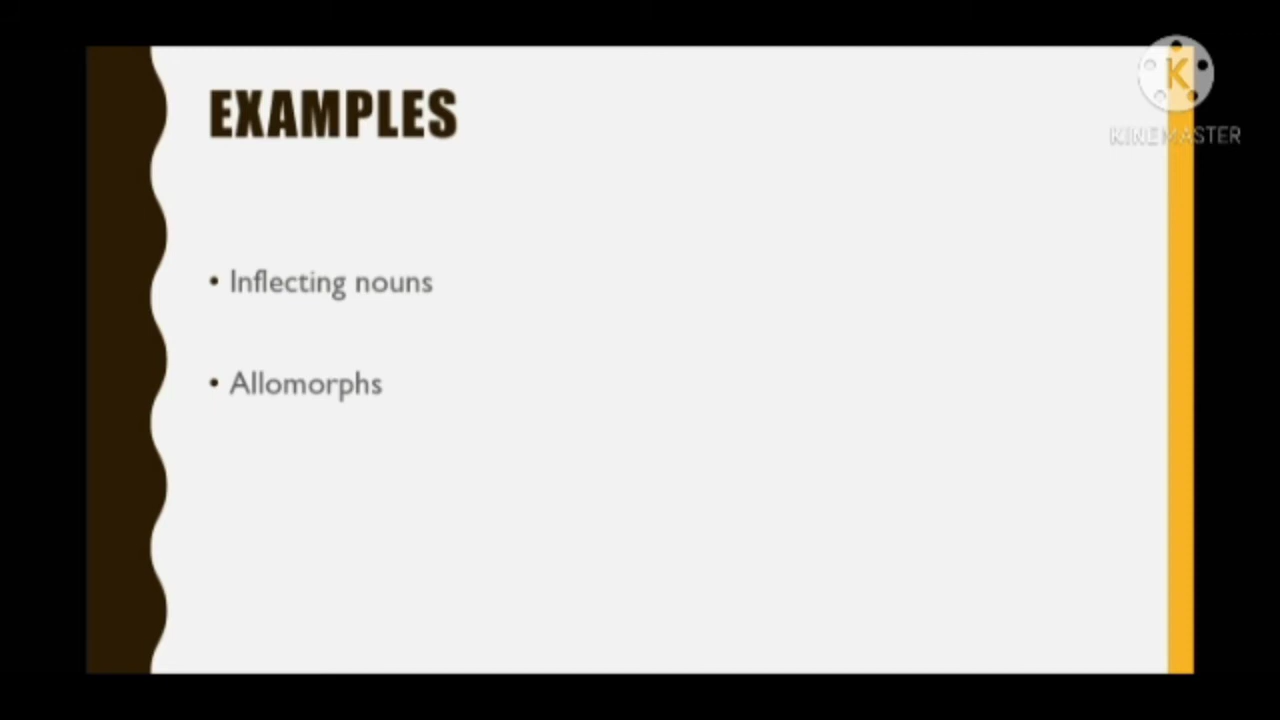 EXAMPLES
K
KINEMASTER
• Inflecting nouns
• Allomorphs